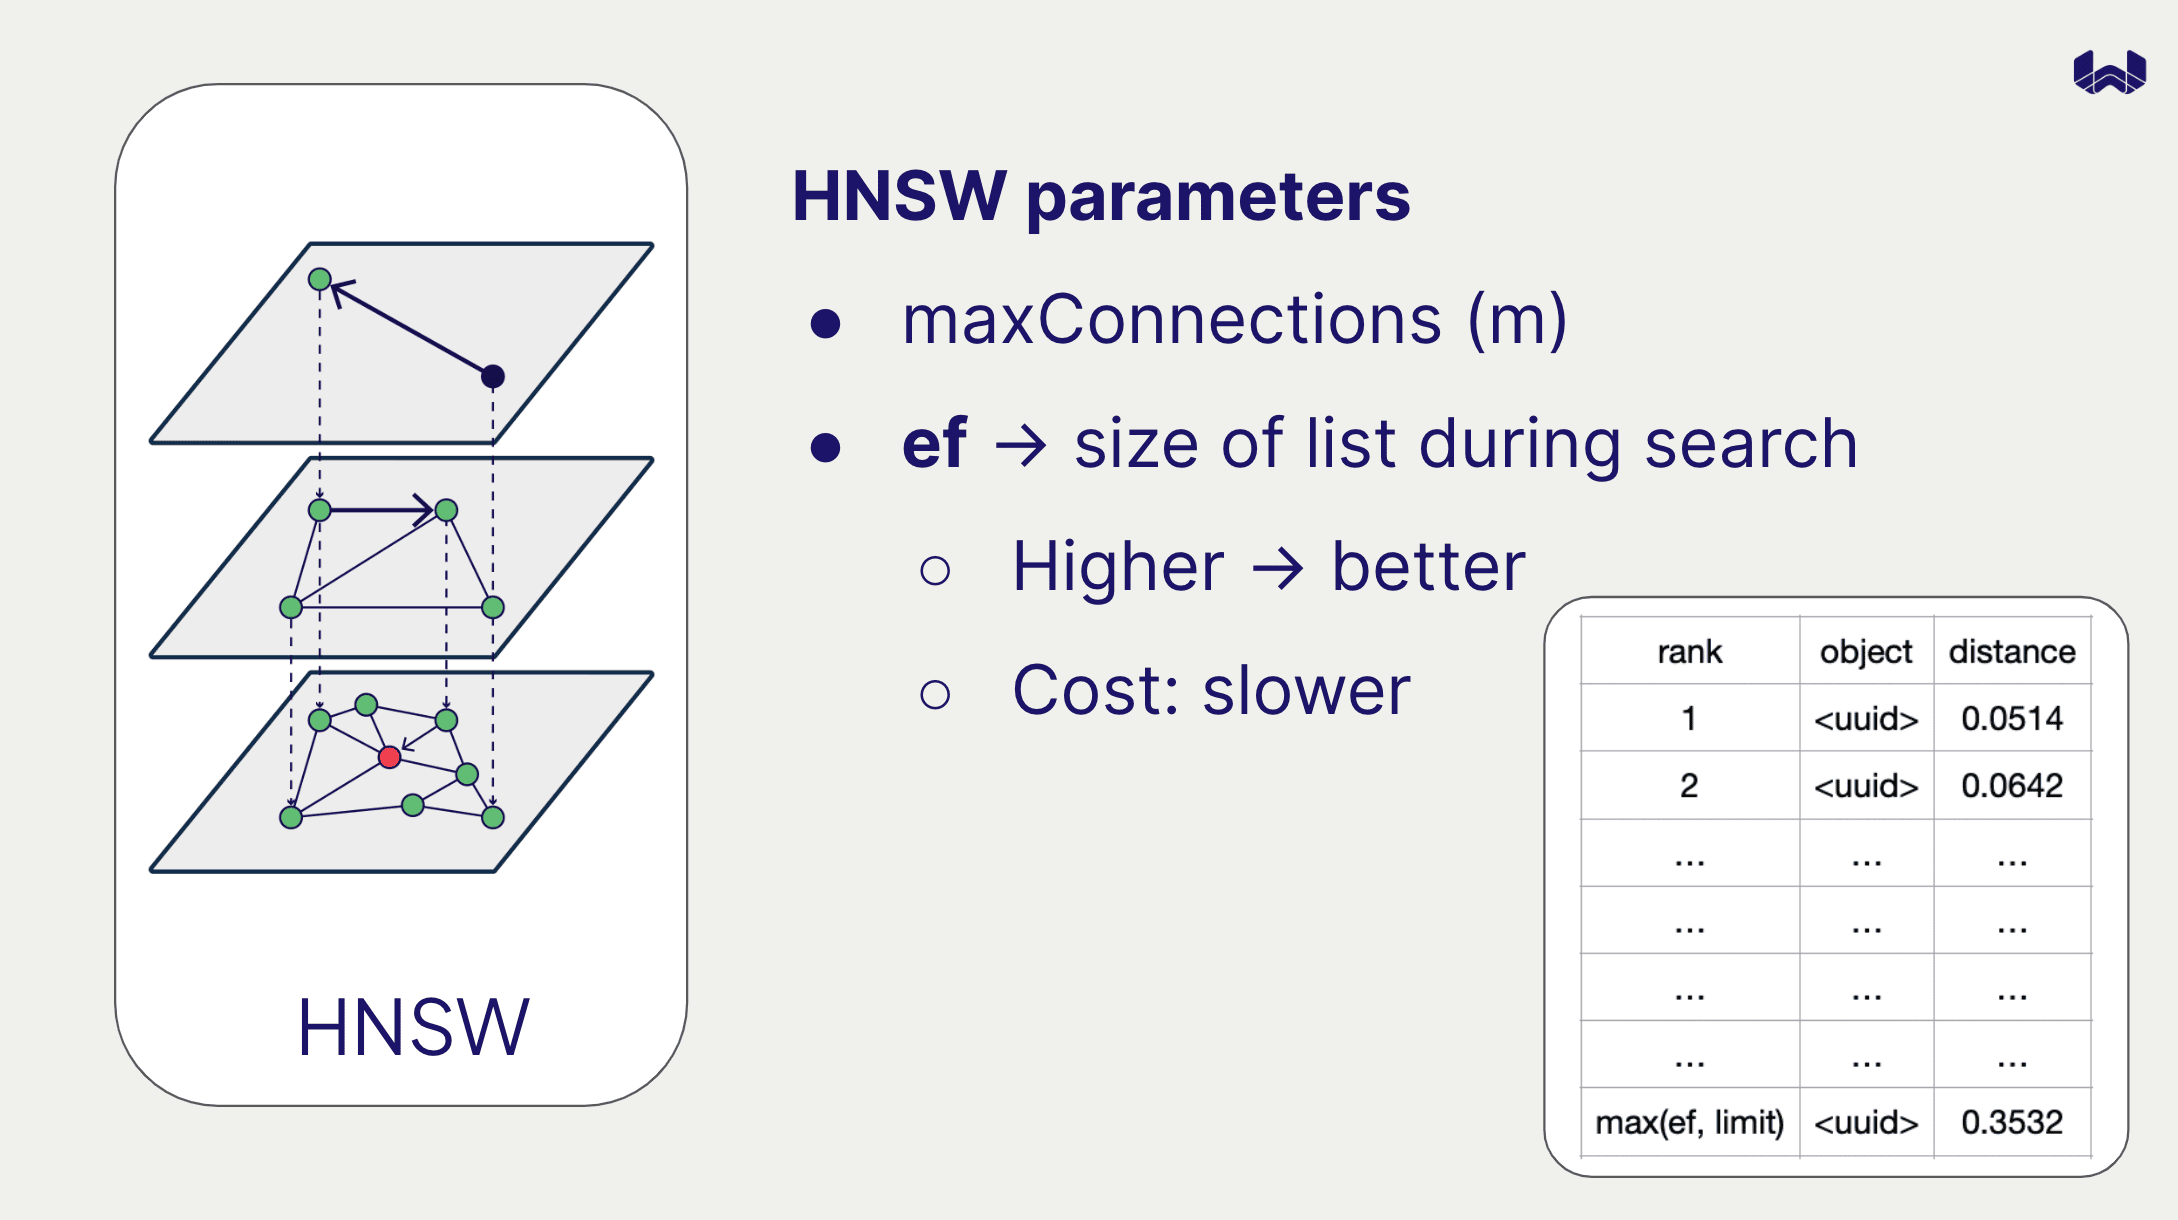 HNSW
HNSW parameters
● maxConnections (m)
● ef → size of list during search
○ Higher → better
○ Cost: slower
rank object distance
1 <uuid> 0.0514
2 <uuid> 0.0642
... ... ...
... ... ...
... ... ...
... ... ...
max(ef, limit) <uuid> 0.3532